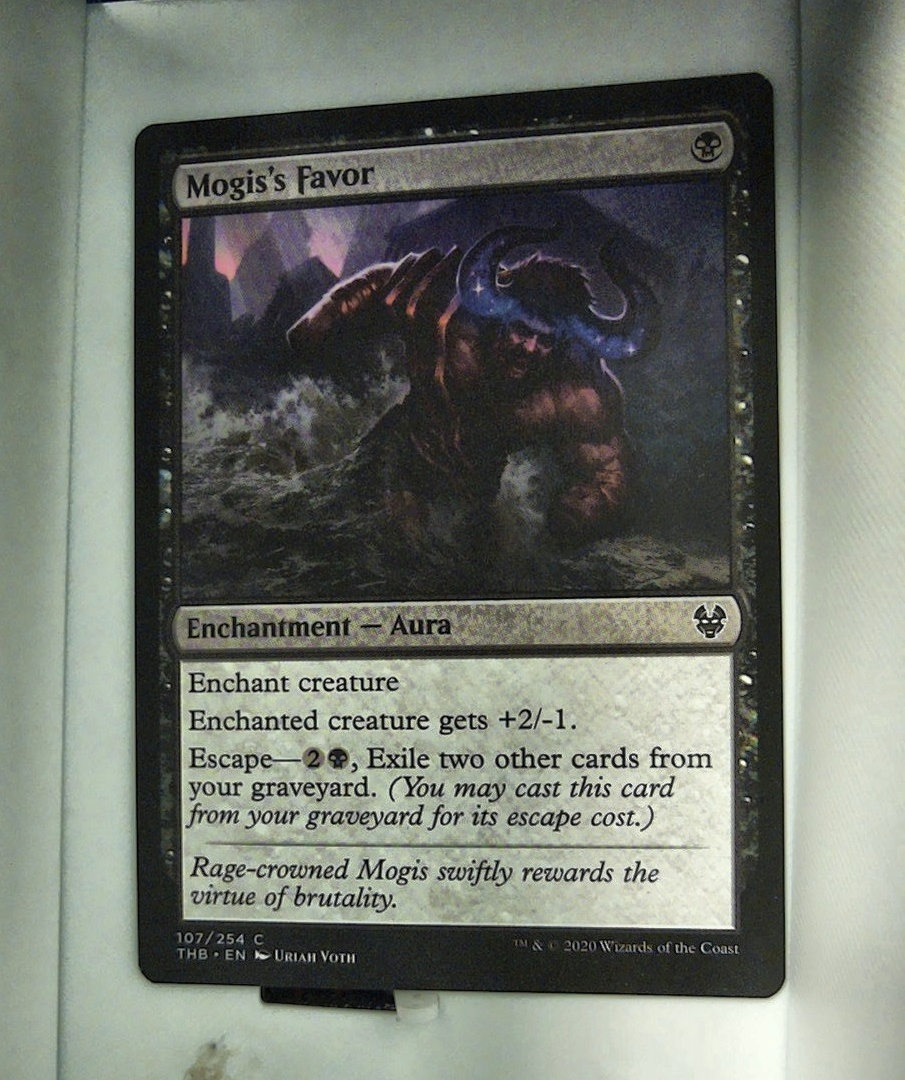 Mogis's Favor
Enchantment — Aura
Enchant creature
Enchanted creature gets +2/-1.
Escape—2, Exile two other cards from
your graveyard. (You may cast this card
from your graveyard for its escape cost.)
Rage-crowned Mogis swiftly rewards the
virtue of brutality.
107/254 C
THB • EN Uriah Voth
™ & © 2020 Wizards of the Coast